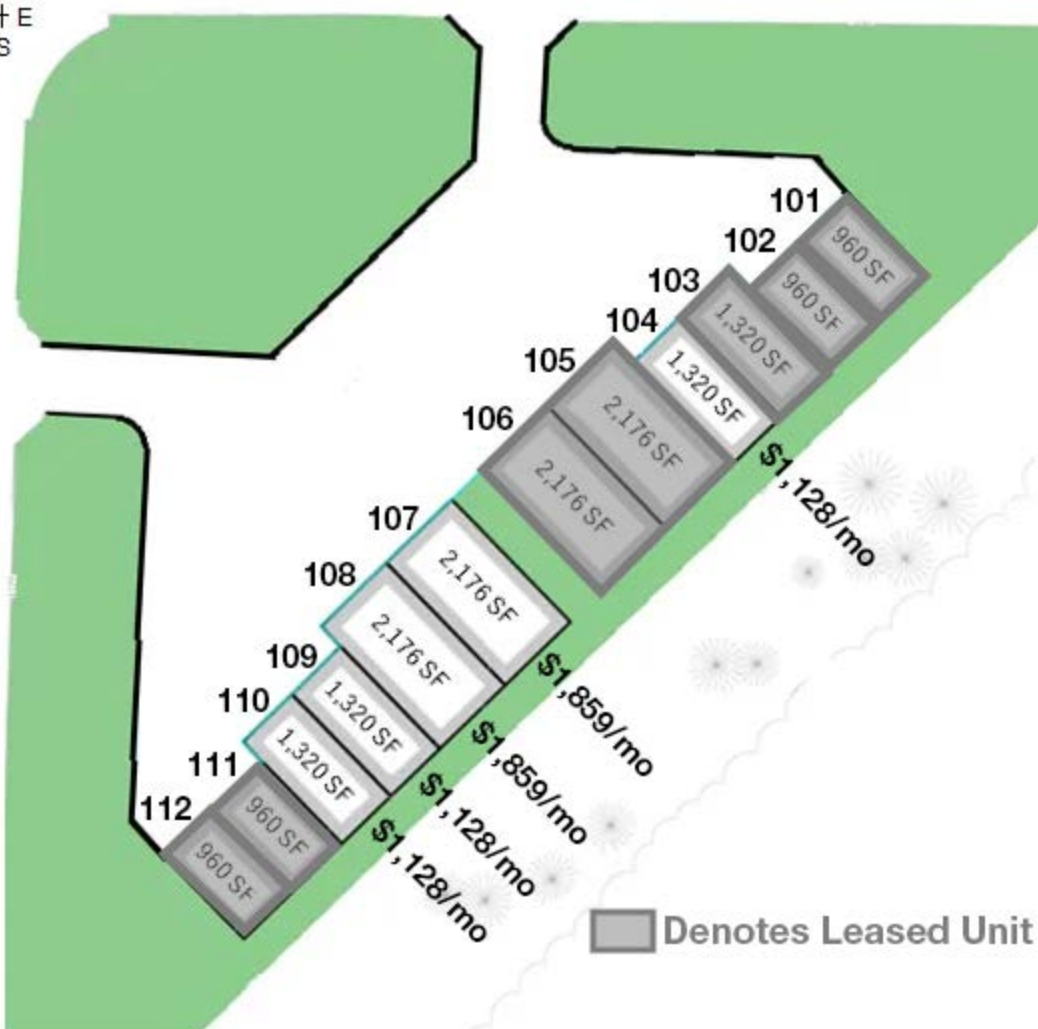 E
S
101
960 SF
102
960 SF
103
1,320 SF
104
1,320 SF
$1,128/mo
105
2,176 SF
106
2,176 SF
107
2,176 SF
$1,859/mo
108
2,176 SF
$1,859/mo
109
1,320 SF
$1,128/mo
110
1,320 SF
$1,128/mo
111
960 SF
112
960 SF
Denotes Leased Unit